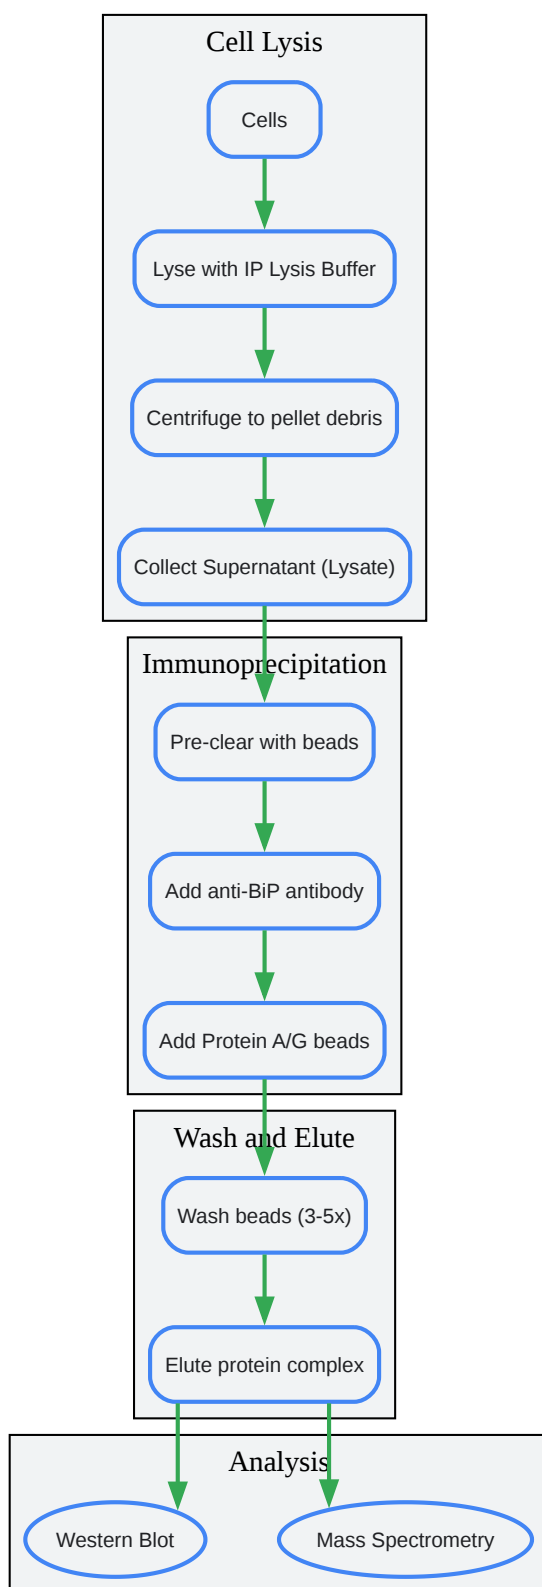 Cell Lysis
Cells
Lyse with IP Lysis Buffer
Centrifuge to pellet debris
Collect Supernatant (Lysate)
Immunoprecipitation
Pre-clear with beads
Add anti-BiP antibody
Add Protein A/G beads
Wash and Elute
Wash beads (3-5x)
Elute protein complex
Analysis
Western Blot
Mass Spectrometry